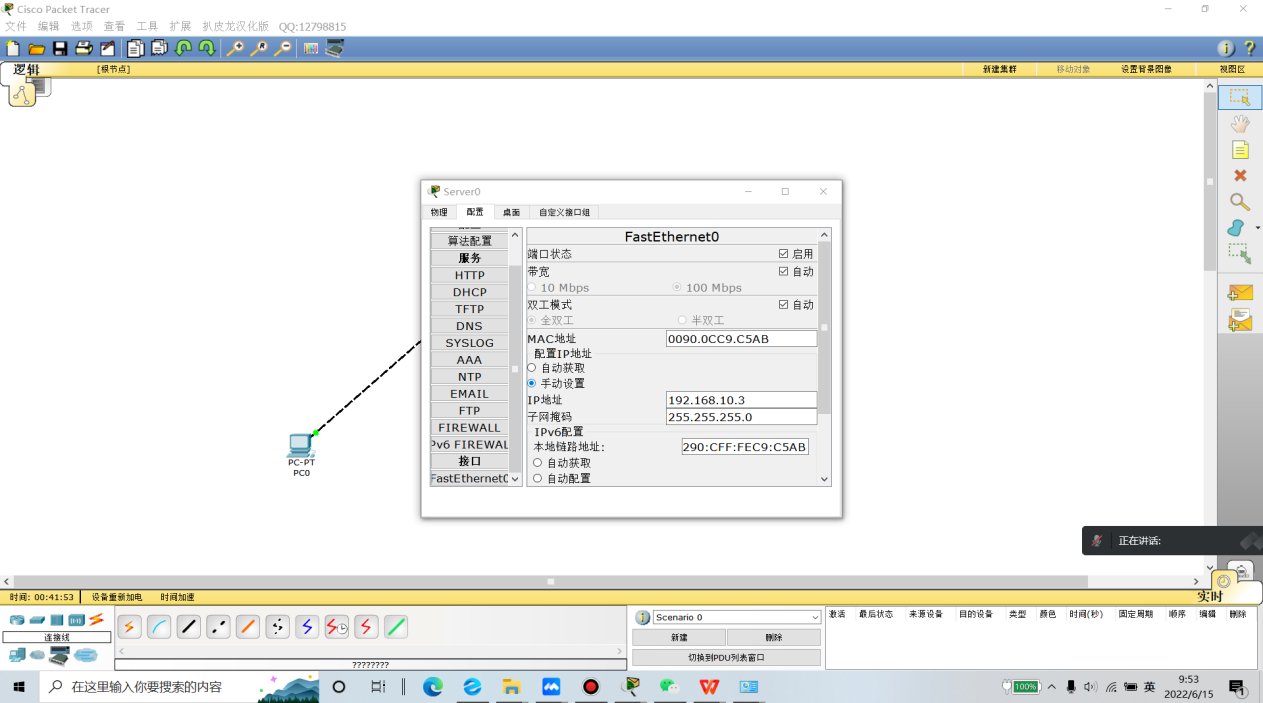 Cisco Packet Tracer
文件 编辑 选项 查看 工具 扩展 扒皮龙汉化版 QQ:12798815
逻辑 [根节点] 新建集群 移动对象 设置背景图像 视图区
Server0
物理 配置 桌面 自定义接口组
算法配置
服务
HTTP
DHCP
TFTP
DNS
SYSLOG
AAA
NTP
EMAIL
FTP
FIREWALL
Pv6 FIREWAL
接口
FastEthernet0
FastEthernet0
端口状态 启用
带宽 自动
10 Mbps 100 Mbps
双工模式 自动
全双工 半双工
MAC地址 0090.0CC9.C5AB
配置IP地址
自动获取
手动设置
IP地址 192.168.10.3
子网掩码 255.255.255.0
IPv6配置
本地链路地址: 290:CFF:FEC9:C5AB
自动获取
自动配置
PC-PT
PC0
正在讲话:
时间: 00:41:53 设备重新加电 时间加速 实时
连接线
????????
Scenario 0
新建 删除
切换到PDU列表窗口
激活 最后状态 来源设备 目的设备 类型 颜色 时间(秒) 固定周期 顺序 编辑 删除
在这里输入你要搜索的内容
100% 英 9:53
2022/6/15
1